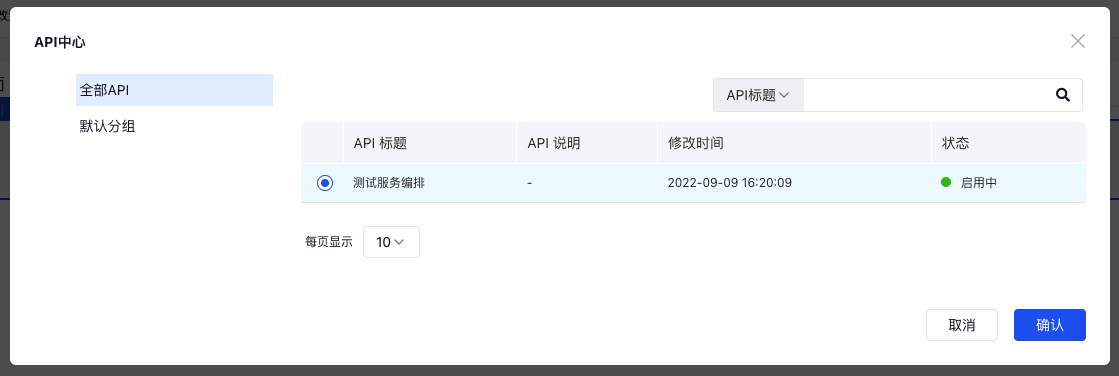 API中心
全部API
默认分组
API标题
API 标题 API 说明 修改时间 状态
测试服务编排 - 2022-09-09 16:20:09 启用中
每页显示 10
取消 确认